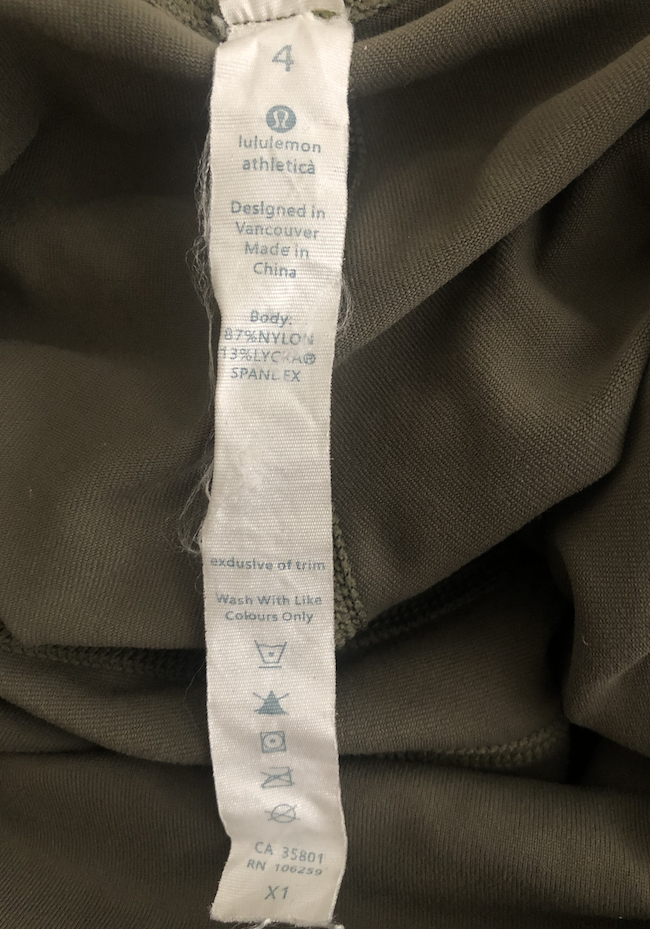 4
lululemon
athletica
Designed in
Vancouver
Made in
China
Body:
87%NYLON
13%LYCRA®
SPANDEX
exclusive of trim
Wash With Like
Colours Only
CA 35801
RN 106259
X1